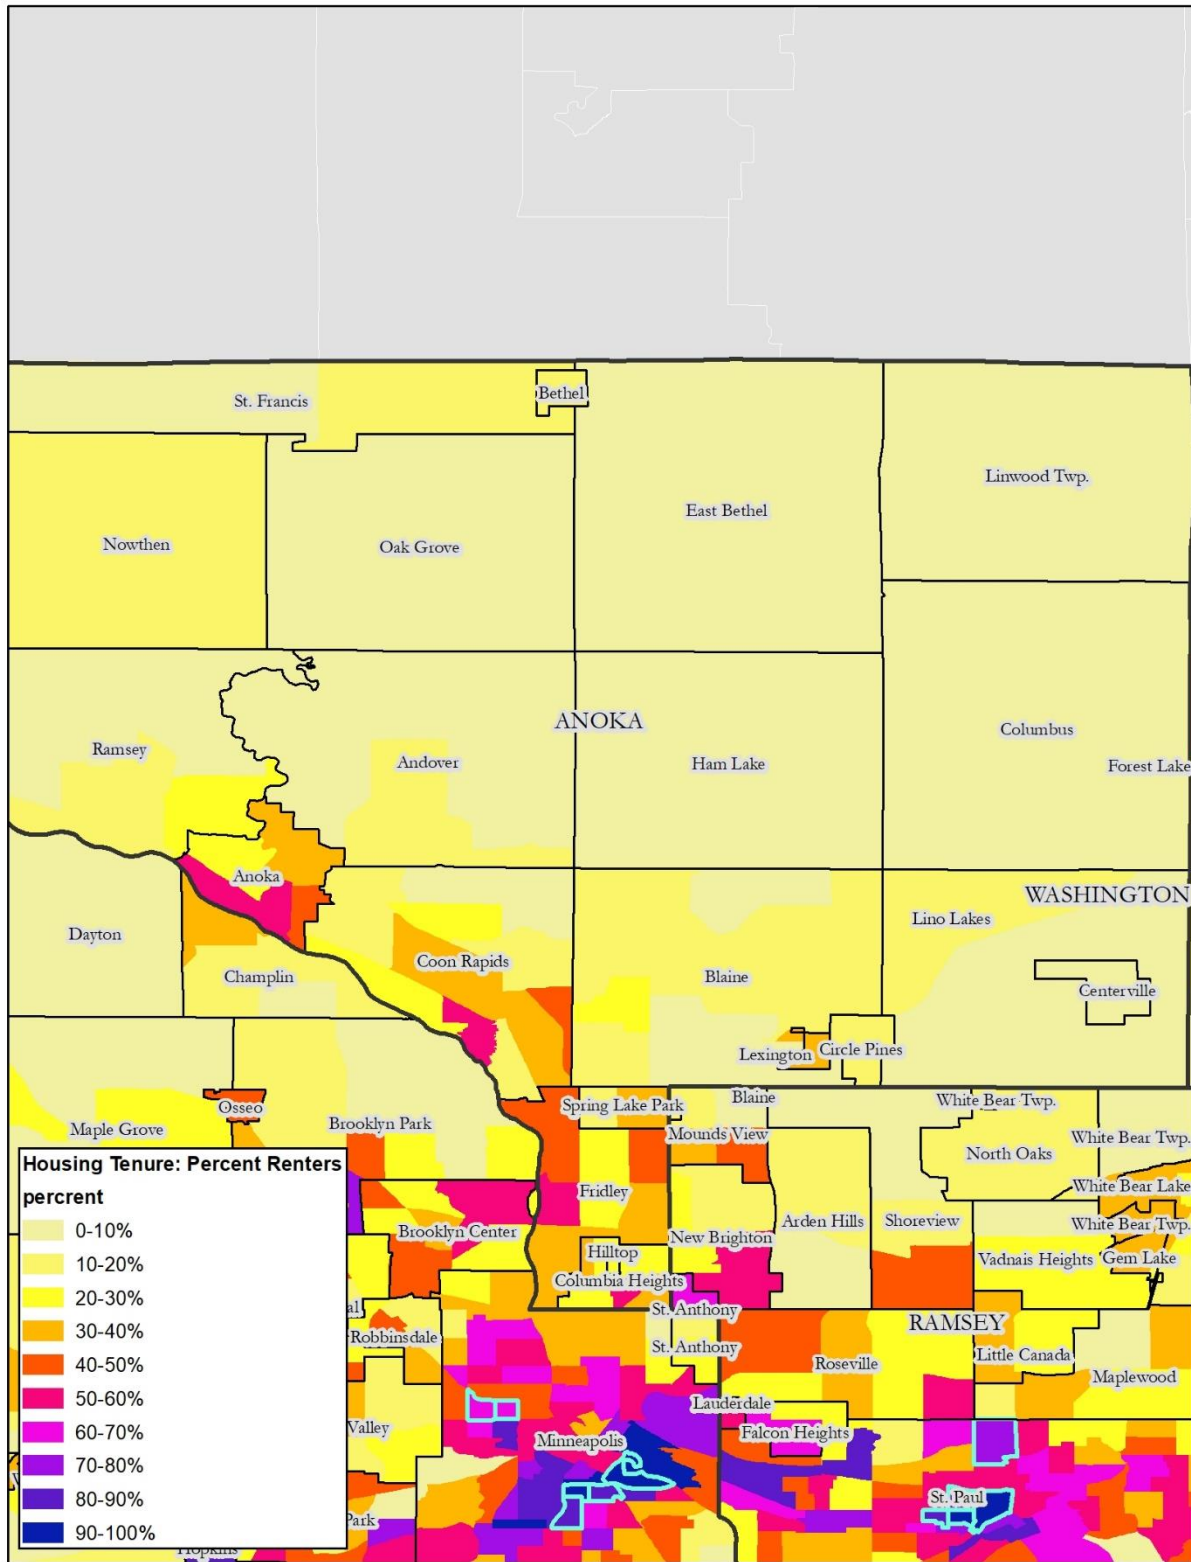 St. Francis
Bethel
Linwood Twp.
East Bethel
Nowthen
Oak Grove
ANOKA
Columbus
Ramsey
Andover
Ham Lake
Forest Lake
Anoka
WASHINGTON
Lino Lakes
Dayton
Coon Rapids
Champlin
Blaine
Centerville
Lexington
Circle Pines
Osseo
Spring Lake Park
Blaine
White Bear Twp.
Maple Grove
Brooklyn Park
Mounds View
White Bear Twp.
North Oaks
Fridley
White Bear Lake
Brooklyn Center
New Brighton
Arden Hills
Shoreview
White Bear Twp.
Hilltop
Vadnais Heights
Gem Lake
Columbia Heights
al
St. Anthony
RAMSEY
Robbinsdale
St. Anthony
Roseville
Little Canada
Maplewood
Valley
Lauderdale
Minneapolis
Falcon Heights
St. Paul
Park
Hopkins
Housing Tenure: Percent Renters
percrent
0-10%
10-20%
20-30%
30-40%
40-50%
50-60%
60-70%
70-80%
80-90%
90-100%